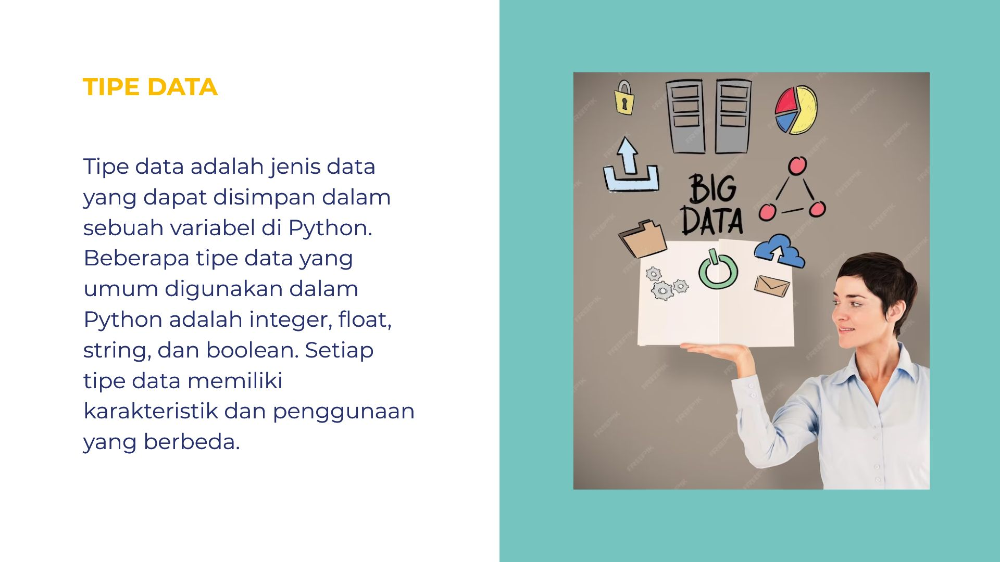 TIPE DATA
Tipe data adalah jenis data
yang dapat disimpan dalam
sebuah variabel di Python.
Beberapa tipe data yang
umum digunakan dalam
Python adalah integer, float,
string, dan boolean. Setiap
tipe data memiliki
karakteristik dan penggunaan
yang berbeda.
BIG
DATA
FREEPIK